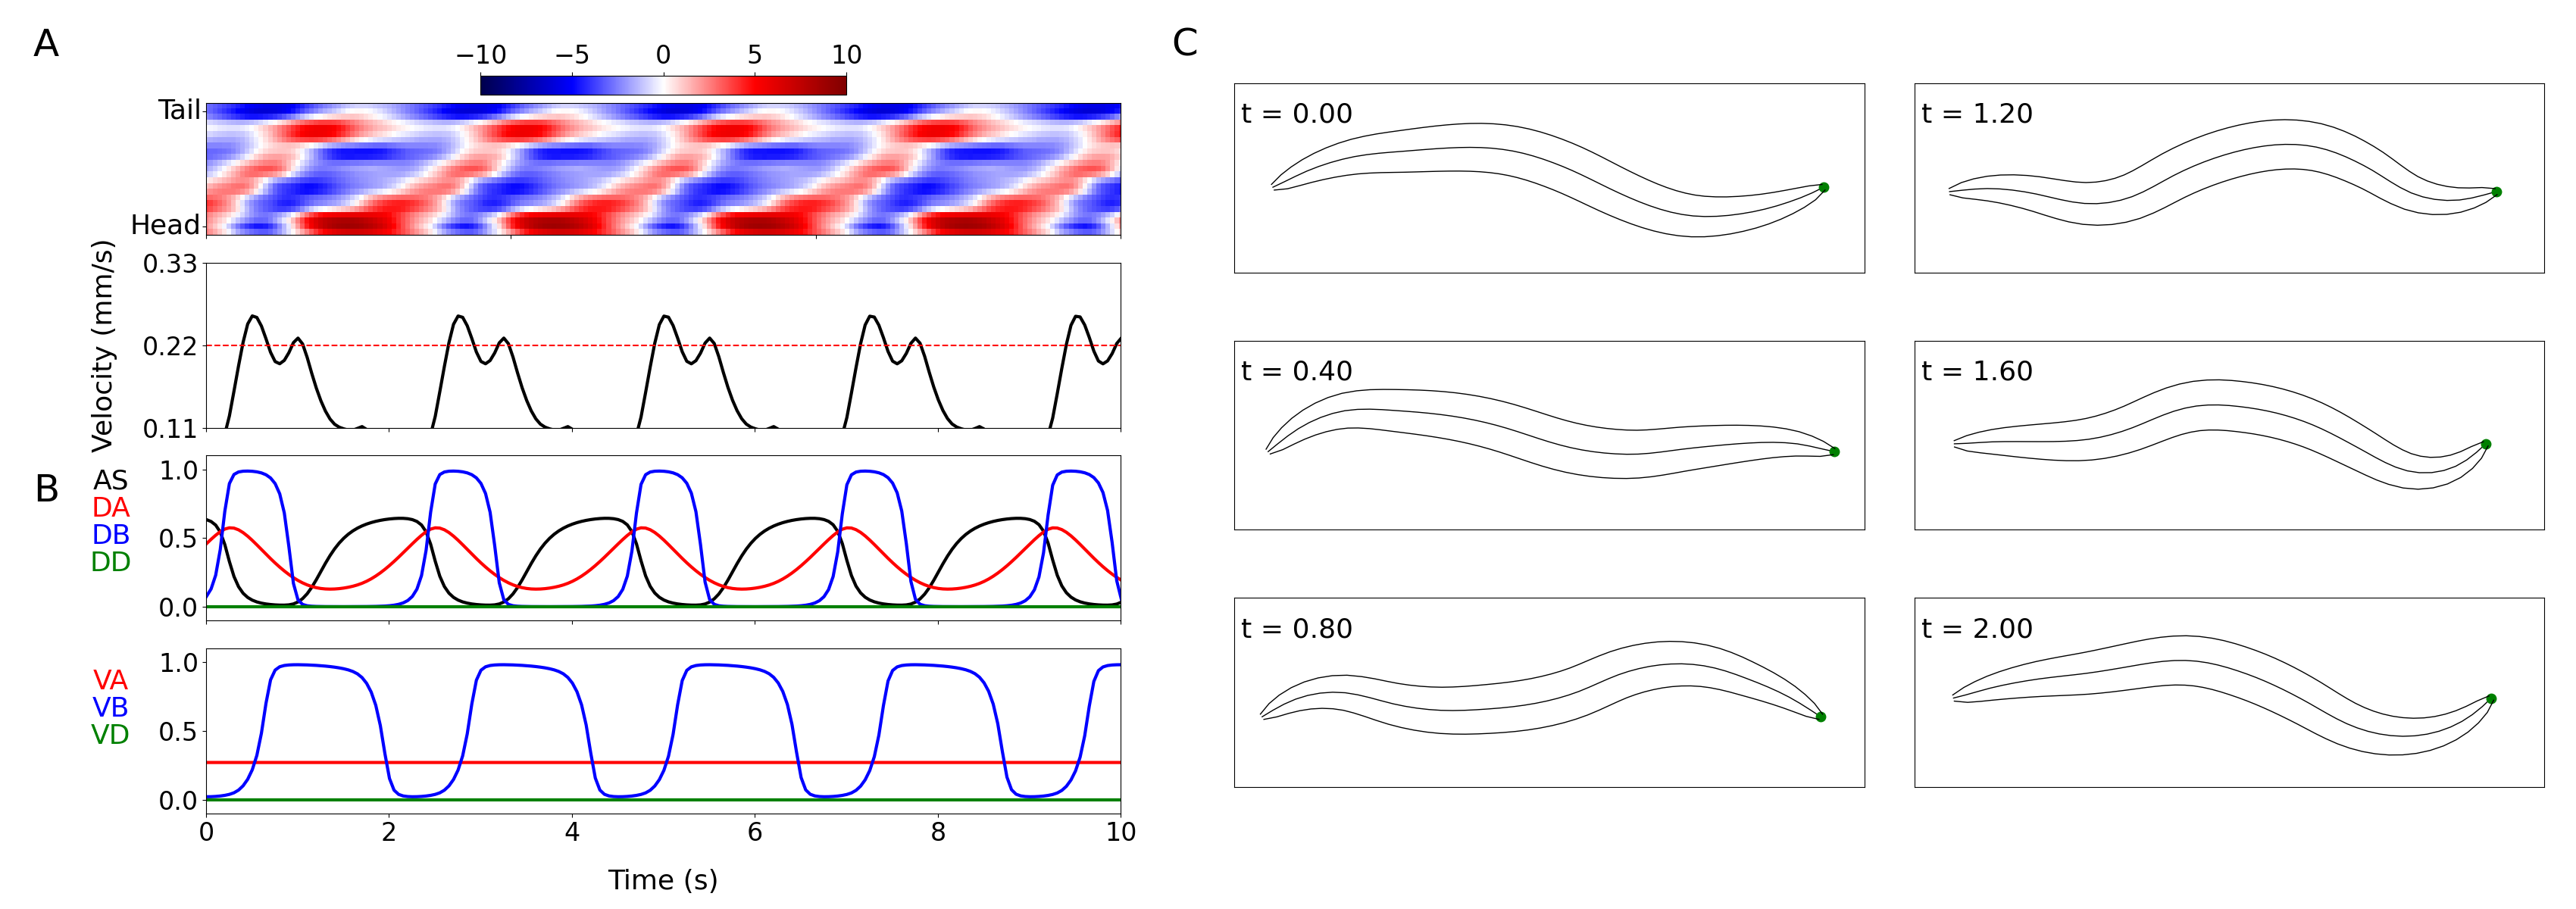 A
−10 −5 0 5 10
Tail
Head
Velocity (mm/s)
0.33
0.22
0.11
B
AS
DA
DB
DD
1.0
0.5
0.0
VA
VB
VD
1.0
0.5
0.0
0 2 4 6 8 10
Time (s)
C
t = 0.00
t = 1.20
t = 0.40
t = 1.60
t = 0.80
t = 2.00